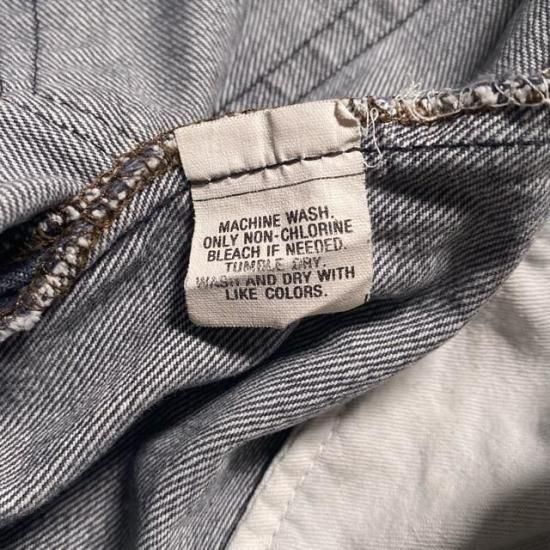 MACHINE WASH.
ONLY NON-CHLORINE
BLEACH IF NEEDED.
TUMBLE DRY.
WASH AND DRY WITH
LIKE COLORS.